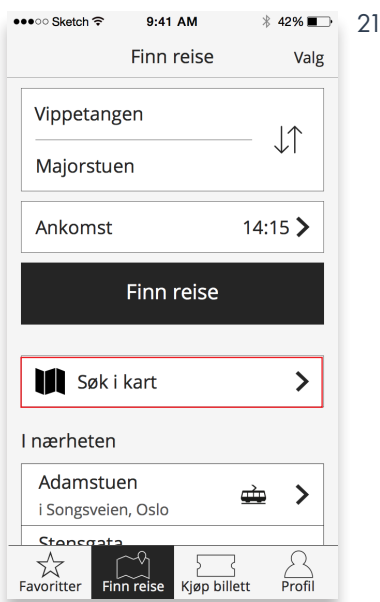 Sketch 9:41 AM 42%
21
Finn reise Valg
Vippetangen
Majorstuen
Ankomst 14:15
Finn reise
Søk i kart
I nærheten
Adamstuen
i Songsveien, Oslo
Stensgata
Favoritter Finn reise Kjøp billett Profil